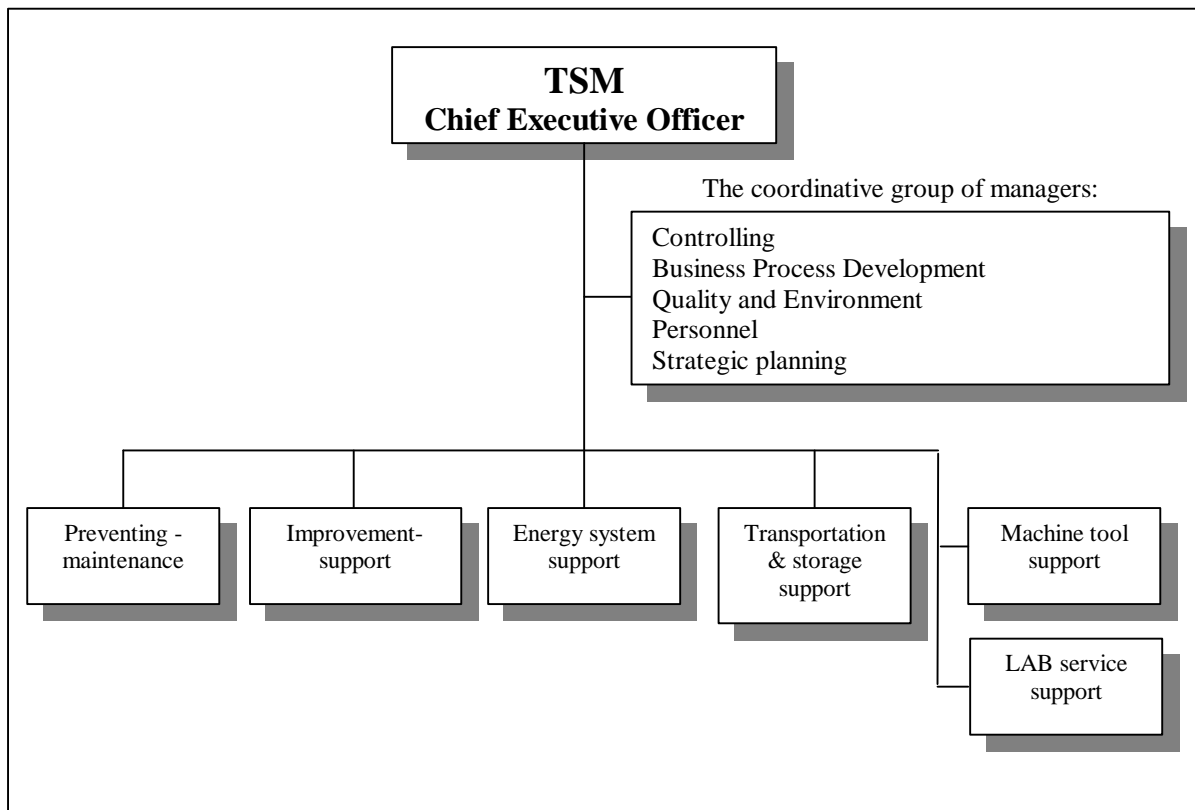 TSM
Chief Executive Officer
The coordinative group of managers:
Controlling
Business Process Development
Quality and Environment
Personnel
Strategic planning
Preventing -
maintenance
Improvement-
support
Energy system
support
Transportation
& storage
support
Machine tool
support
LAB service
support